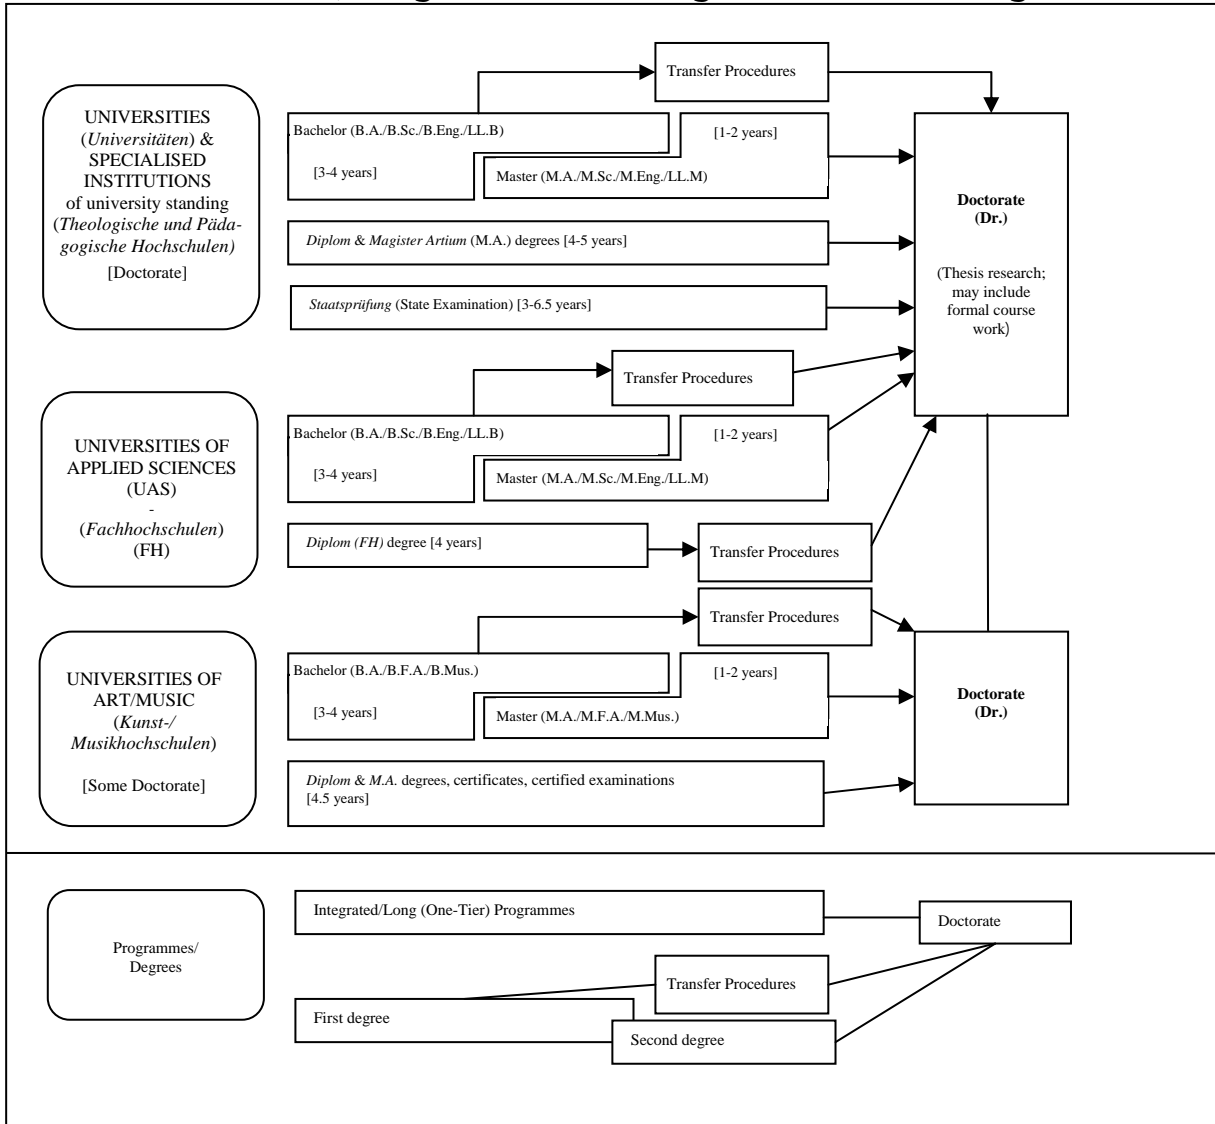 Transfer Procedures
UNIVERSITIES
(Universitäten) &
SPECIALISED
INSTITUTIONS
of university standing
(Theologische und Päda-
gogische Hochschulen)
[Doctorate]
Bachelor (B.A./B.Sc./B.Eng./LL.B)
[1-2 years]
[3-4 years]
Master (M.A./M.Sc./M.Eng./LL.M)
Diplom & Magister Artium (M.A.) degrees [4-5 years]
Staatsprüfung (State Examination) [3-6.5 years]
Doctorate
(Dr.)
(Thesis research;
may include
formal course
work)
Transfer Procedures
UNIVERSITIES OF
APPLIED SCIENCES
(UAS)
-
(Fachhochschulen)
(FH)
Bachelor (B.A./B.Sc./B.Eng./LL.B)
[1-2 years]
[3-4 years]
Master (M.A./M.Sc./M.Eng./LL.M)
Diplom (FH) degree [4 years]
Transfer Procedures
Transfer Procedures
UNIVERSITIES OF
ART/MUSIC
(Kunst-/
Musikhochschulen)
[Some Doctorate]
Bachelor (B.A./B.F.A./B.Mus.)
[1-2 years]
[3-4 years]
Master (M.A./M.F.A./M.Mus.)
Diplom & M.A. degrees, certificates, certified examinations
[4.5 years]
Doctorate
(Dr.)
Programmes/
Degrees
Integrated/Long (One-Tier) Programmes
Doctorate
Transfer Procedures
First degree
Second degree